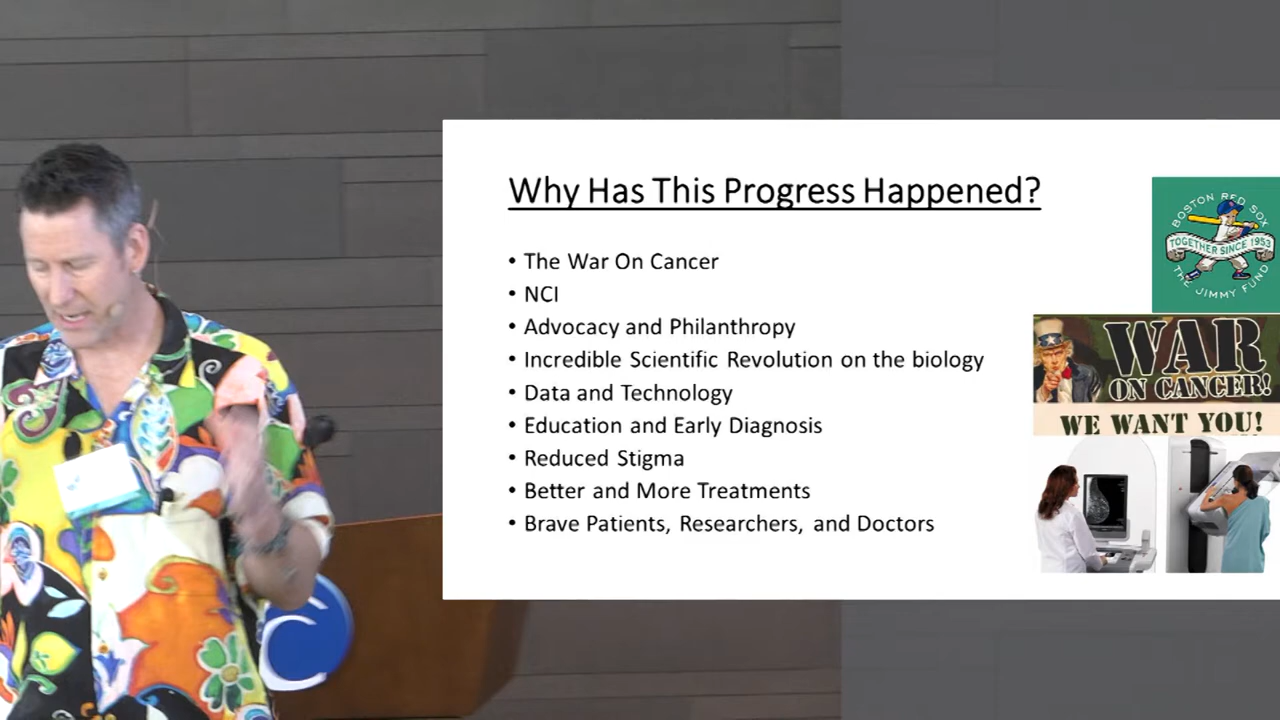 Why Has This Progress Happened?
• The War On Cancer
• NCI
• Advocacy and Philanthropy
• Incredible Scientific Revolution on the biology
• Data and Technology
• Education and Early Diagnosis
• Reduced Stigma
• Better and More Treatments
• Brave Patients, Researchers, and Doctors
BOSTON RED SOX
TOGETHER SINCE 1953
THE JIMMY FUND
WAR
ON CANCER!
WE WANT YOU!